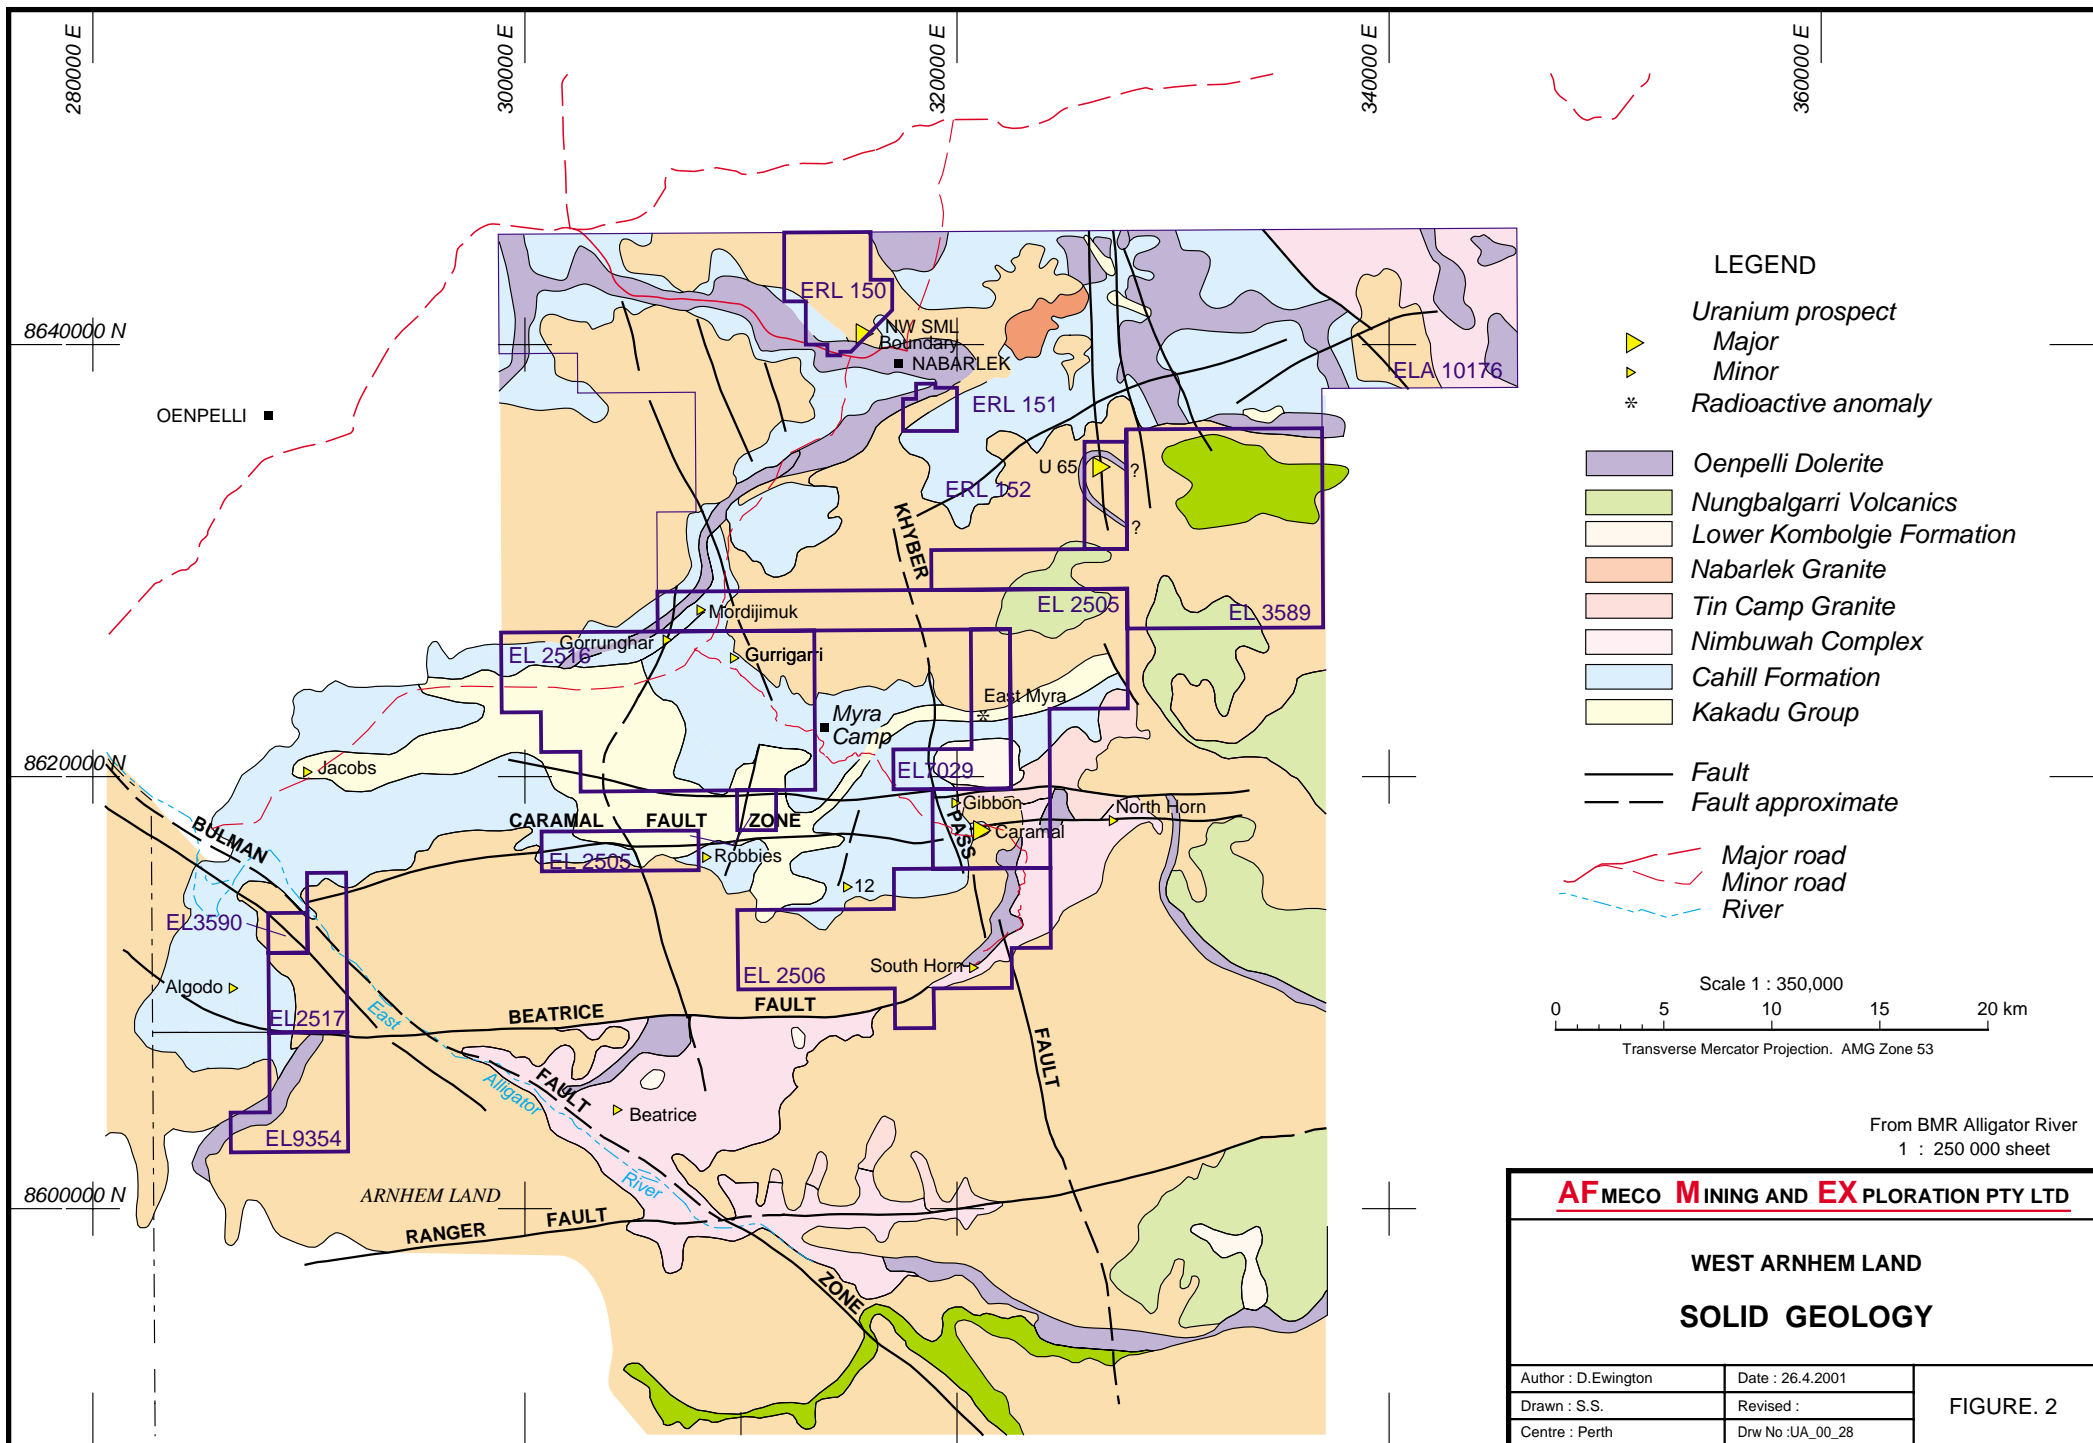 280000 E
300000 E
320000 E
340000 E
360000 E
8640000 N
8620000 N
8600000 N
OENPELLI
ERL 150
NW SML
Boundary
NABARLEK
ERL 151
ELA 10176
U 65
?
?
ERL 152
KHYBER
EL 2505
EL 3589
Mordijimuk
Gorrunghar
EL 2516
Gurrigarri
East Myra
*
Myra
Camp
Jacobs
EL7029
Gibbon
North Horn
CARAMAL FAULT ZONE
PASS
Caramal
BULMAN
EL 2505
Robbies
12
EL3590
EL 2506
South Horn
Algodo
EL2517
East
BEATRICE FAULT
FAULT
FAULT
Alligator
Beatrice
EL9354
River
ARNHEM LAND
RANGER FAULT
ZONE
LEGEND
Uranium prospect
Major
Minor
* Radioactive anomaly
Oenpelli Dolerite
Nungbalgarri Volcanics
Lower Kombolgie Formation
Nabarlek Granite
Tin Camp Granite
Nimbuwah Complex
Cahill Formation
Kakadu Group
Fault
Fault approximate
Major road
Minor road
River
Scale 1 : 350,000
0 5 10 15 20 km
Transverse Mercator Projection. AMG Zone 53
From BMR Alligator River
1 : 250 000 sheet
AFMECO MINING AND EXPLORATION PTY LTD
WEST ARNHEM LAND
SOLID GEOLOGY
Author : D.Ewington
Date : 26.4.2001
Drawn : S.S.
Revised :
Centre : Perth
Drw No :UA_00_28
FIGURE. 2